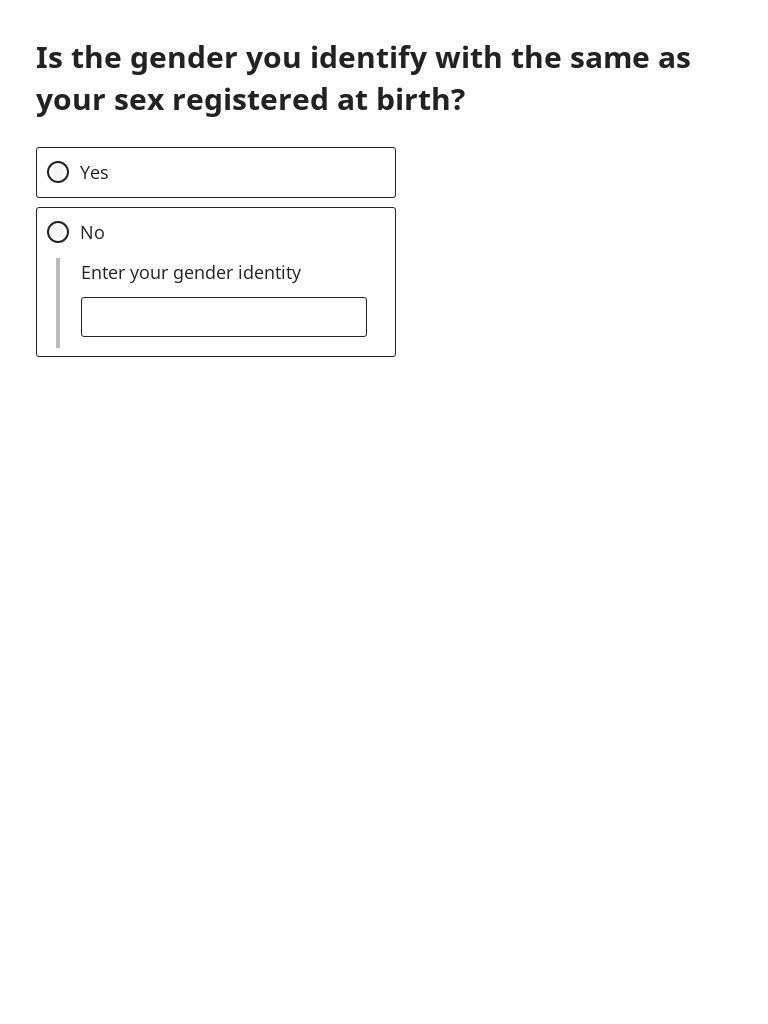 Is the gender you identify with the same as
your sex registered at birth?
Yes
No
Enter your gender identity